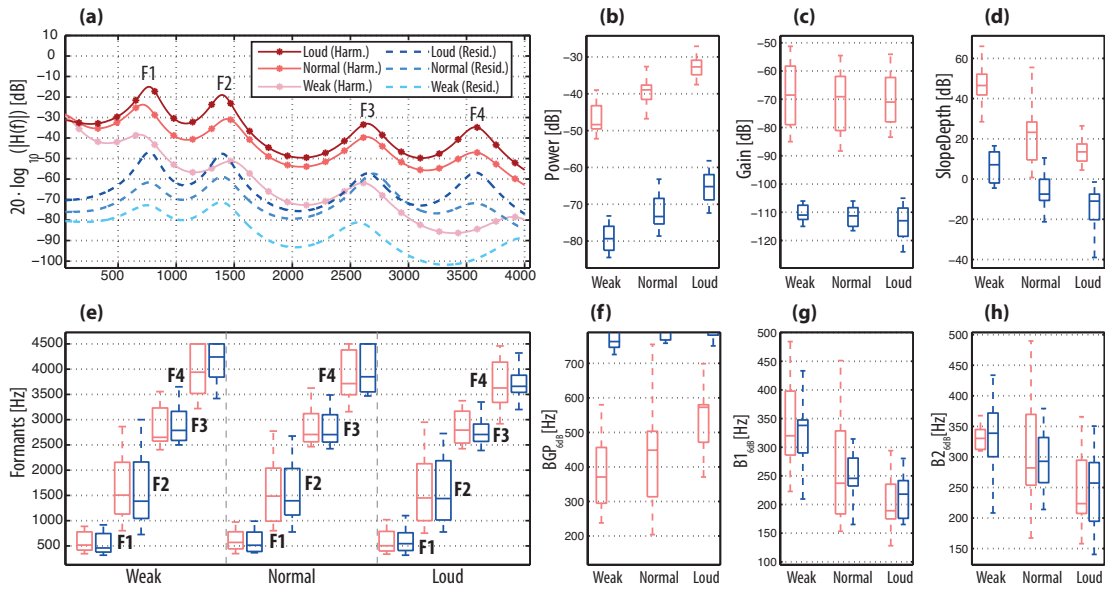 (a)
20 · log10 (|H(f)|) [dB]
10
0
−10
−20
−30
−40
−50
−60
−70
−80
−90
−100
500
1000
1500
2000
2500
3000
3500
4000
Loud (Harm.)
Normal (Harm.)
Weak (Harm.)
Loud (Resid.)
Normal (Resid.)
Weak (Resid.)
F1
F2
F3
F4
(b)
Power [dB]
−30
−40
−50
−60
−70
−80
Weak Normal Loud
(c)
Gain [dB]
−50
−60
−70
−80
−90
−100
−110
−120
Weak Normal Loud
(d)
SlopeDepth [dB]
60
40
20
0
−20
−40
Weak Normal Loud
(e)
Formants [Hz]
4500
4000
3500
3000
2500
2000
1500
1000
500
F4
F3
F2
F1
F4
F3
F2
F1
F4
F3
F2
F1
Weak Normal Loud
(f)
BGP6dB[Hz]
700
600
500
400
300
200
Weak Normal Loud
(g)
B16dB[Hz]
500
450
400
350
300
250
200
150
100
Weak Normal Loud
(h)
B26dB[Hz]
500
450
400
350
300
250
200
150
Weak Normal Loud